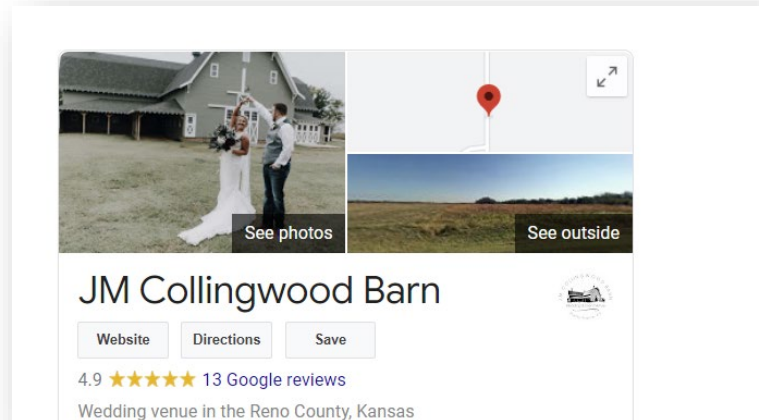 See photos
See outside
JM Collingwood Barn
Website Directions Save
4.9 13 Google reviews
Wedding venue in the Reno County, Kansas